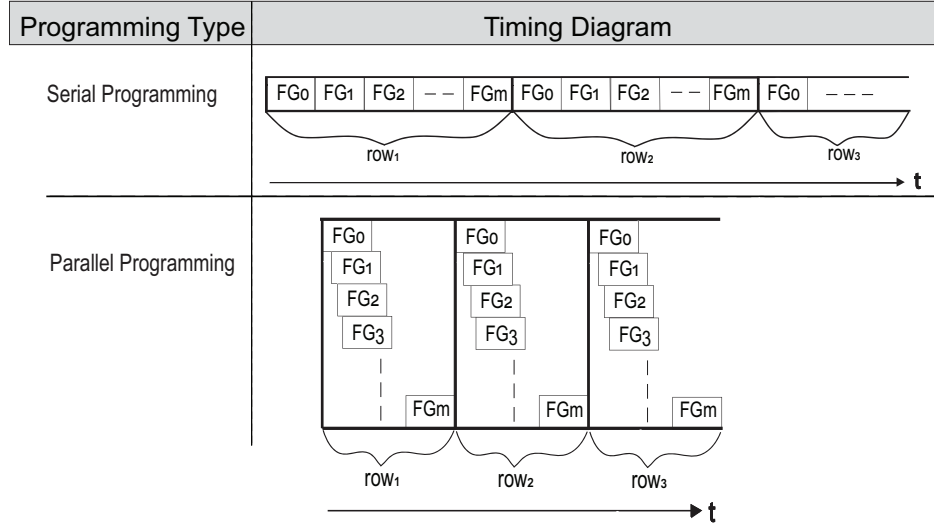 Programming Type Timing Diagram
Serial Programming
FG0 FG1 FG2 – – FGm FG0 FG1 FG2 – – FGm FG0 – – –
row1 row2 row3
t
Parallel Programming
FG0 FG0 FG0
FG1 FG1 FG1
FG2 FG2 FG2
FG3 FG3 FG3
FGm FGm FGm
row1 row2 row3
t